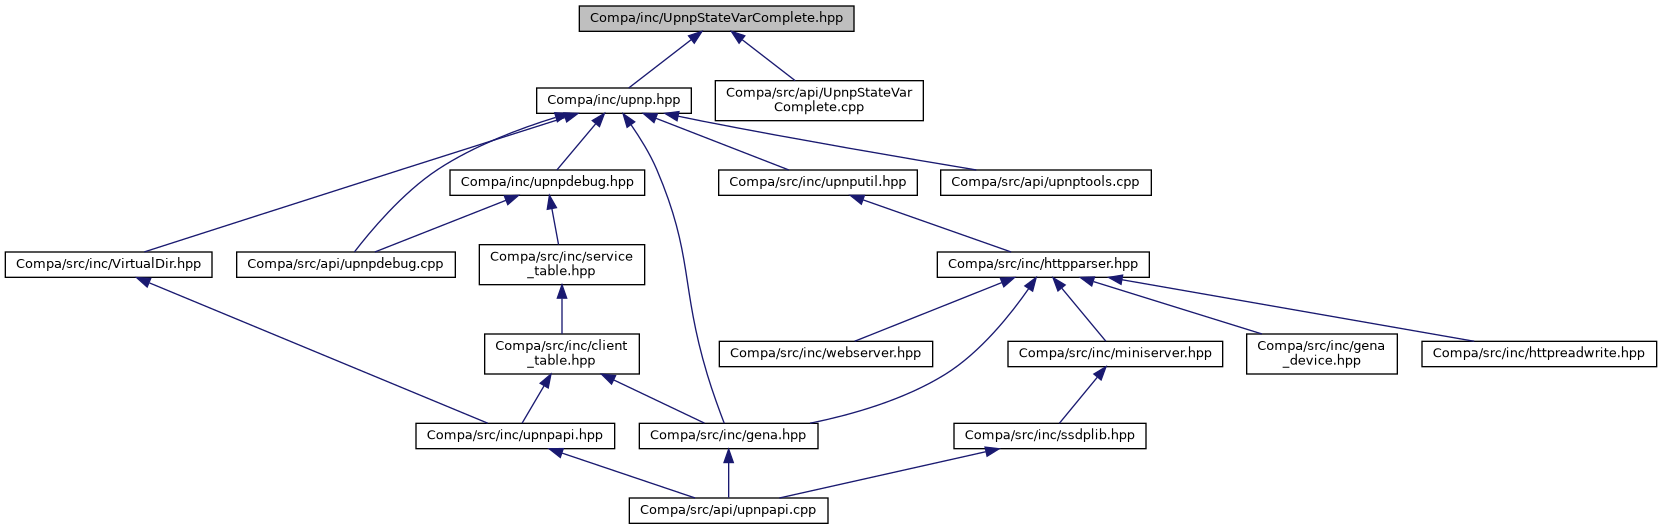 Compa/inc/UpnpStateVarComplete.hpp
Compa/inc/upnp.hpp
Compa/src/api/UpnpStateVar
Complete.cpp
Compa/inc/upnpdebug.hpp
Compa/src/inc/upnputil.hpp
Compa/src/api/upnptools.cpp
Compa/src/inc/VirtualDir.hpp
Compa/src/api/upnpdebug.cpp
Compa/src/inc/service
_table.hpp
Compa/src/inc/httpparser.hpp
Compa/src/inc/client
_table.hpp
Compa/src/inc/webserver.hpp
Compa/src/inc/miniserver.hpp
Compa/src/inc/gena
_device.hpp
Compa/src/inc/httpreadwrite.hpp
Compa/src/inc/upnpapi.hpp
Compa/src/inc/gena.hpp
Compa/src/inc/ssdplib.hpp
Compa/src/api/upnpapi.cpp